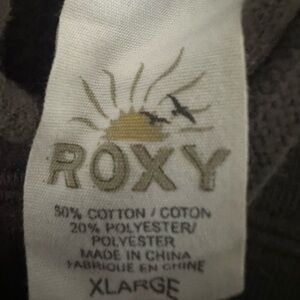 ROXY
80% COTTON / COTON
20% POLYESTER/
POLYESTER
MADE IN CHINA
FABRIQUE EN CHINE
XLARGE